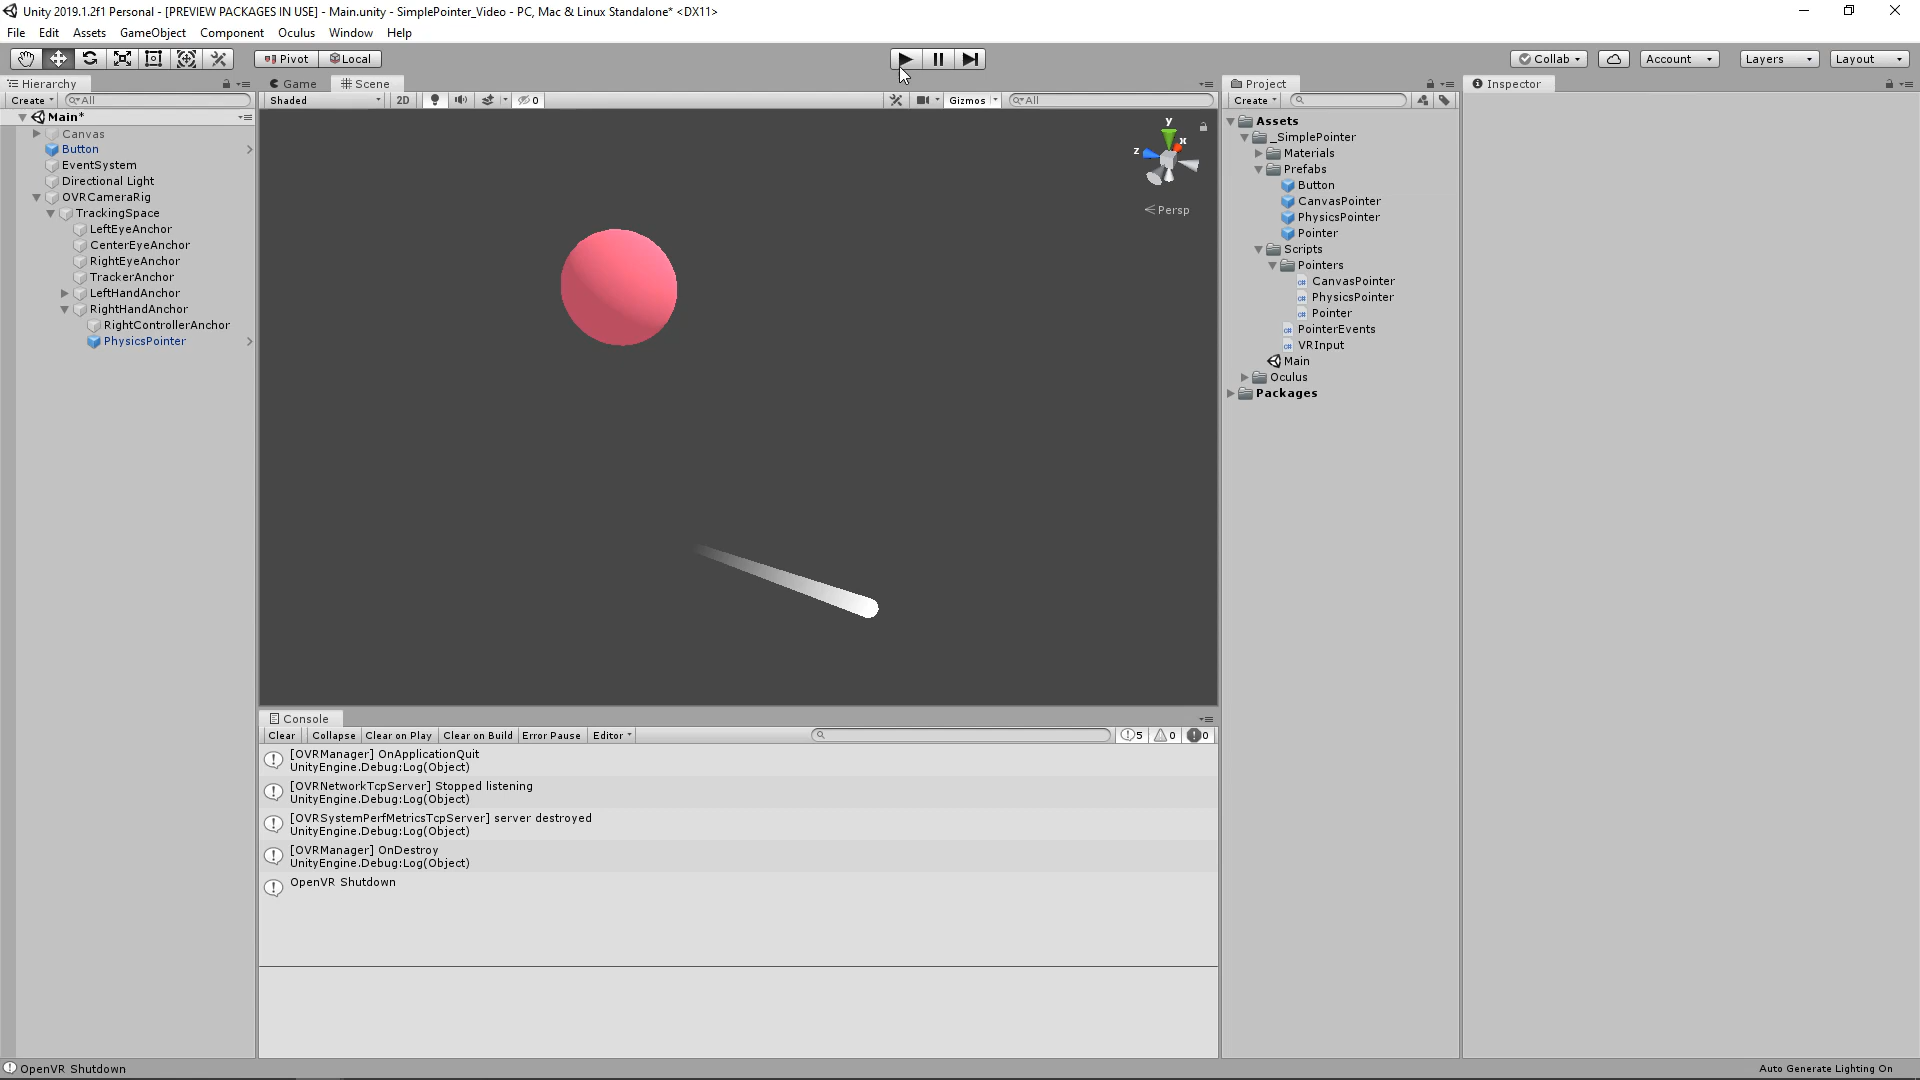 Unity 2019.1.2f1 Personal - [PREVIEW PACKAGES IN USE] - Main.unity - SimplePointer_Video - PC, Mac & Linux Standalone* <DX11>
File Edit Assets GameObject Component Oculus Window Help
Pivot Local Collab Account Layers Layout
Hierarchy
Create All
Main*
Canvas
Button
EventSystem
Directional Light
OVRCameraRig
TrackingSpace
LeftEyeAnchor
CenterEyeAnchor
RightEyeAnchor
TrackerAnchor
LeftHandAnchor
RightHandAnchor
RightControllerAnchor
PhysicsPointer
Game Scene
Shaded 2D 0 Gizmos All
y
x
z
Persp
Console
Clear Collapse Clear on Play Clear on Build Error Pause Editor 5 0 0
[OVRManager] OnApplicationQuit
UnityEngine.Debug:Log(Object)
[OVRNetworkTcpServer] Stopped listening
UnityEngine.Debug:Log(Object)
[OVRSystemPerfMetricsTcpServer] server destroyed
UnityEngine.Debug:Log(Object)
[OVRManager] OnDestroy
UnityEngine.Debug:Log(Object)
OpenVR Shutdown
Project
Create
Assets
_SimplePointer
Materials
Prefabs
Button
CanvasPointer
PhysicsPointer
Pointer
Scripts
Pointers
CanvasPointer
PhysicsPointer
Pointer
PointerEvents
VRInput
Main
Oculus
Packages
Inspector
OpenVR Shutdown
Auto Generate Lighting On